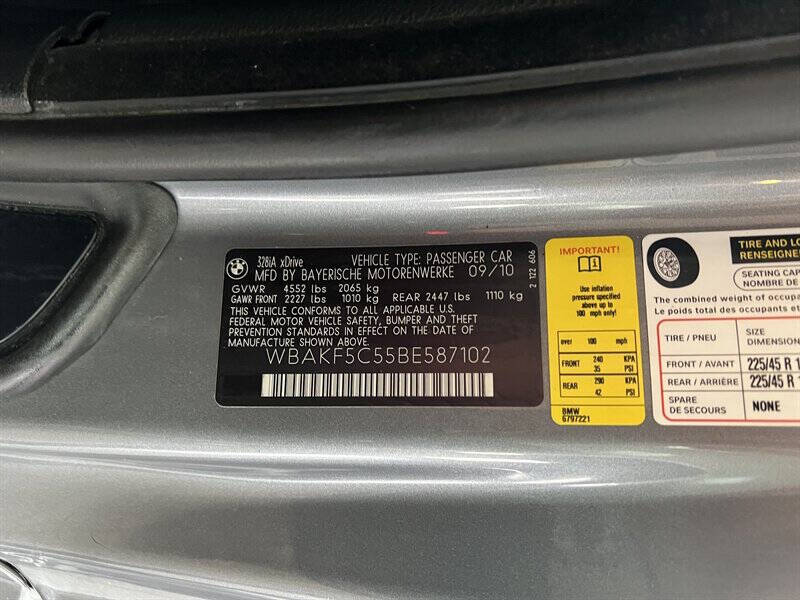 BMW
328iA xDrive VEHICLE TYPE: PASSENGER CAR
MFD BY BAYERISCHE MOTORENWERKE 09/10
GVWR 4552 lbs 2065 kg
GAWR FRONT 2227 lbs 1010 kg REAR 2447 lbs 1110 kg
THIS VEHICLE CONFORMS TO ALL APPLICABLE U.S.
FEDERAL MOTOR VEHICLE SAFETY, BUMPER AND THEFT
PREVENTION STANDARDS IN EFFECT ON THE DATE OF
MANUFACTURE SHOWN ABOVE.
WBAKF5C55BE587102
2 122 606
IMPORTANT!
Use inflation
pressure specified
above for up to
100 mph only!
over 100 mph
FRONT 240 KPA
35 PSI
REAR 290 KPA
42 PSI
BMW
6797221
TIRE AND LO
RENSEIGNE
SEATING CAP
NOMBRE DE
The combined weight of occupa
Le poids total des occupants et
TIRE / PNEU SIZE
DIMENSION
FRONT / AVANT 225/45 R 1
REAR / ARRIÈRE 225/45 R 1
SPARE
DE SECOURS NONE